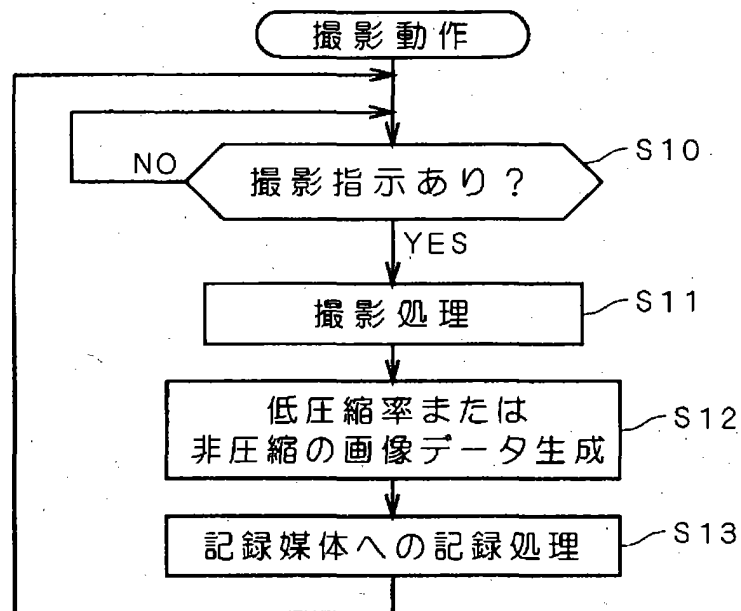 撮影動作
撮影指示あり？
S10
NO
YES
撮影処理
S11
低圧縮率または
非圧縮の画像データ生成
S12
記録媒体への記録処理
S13